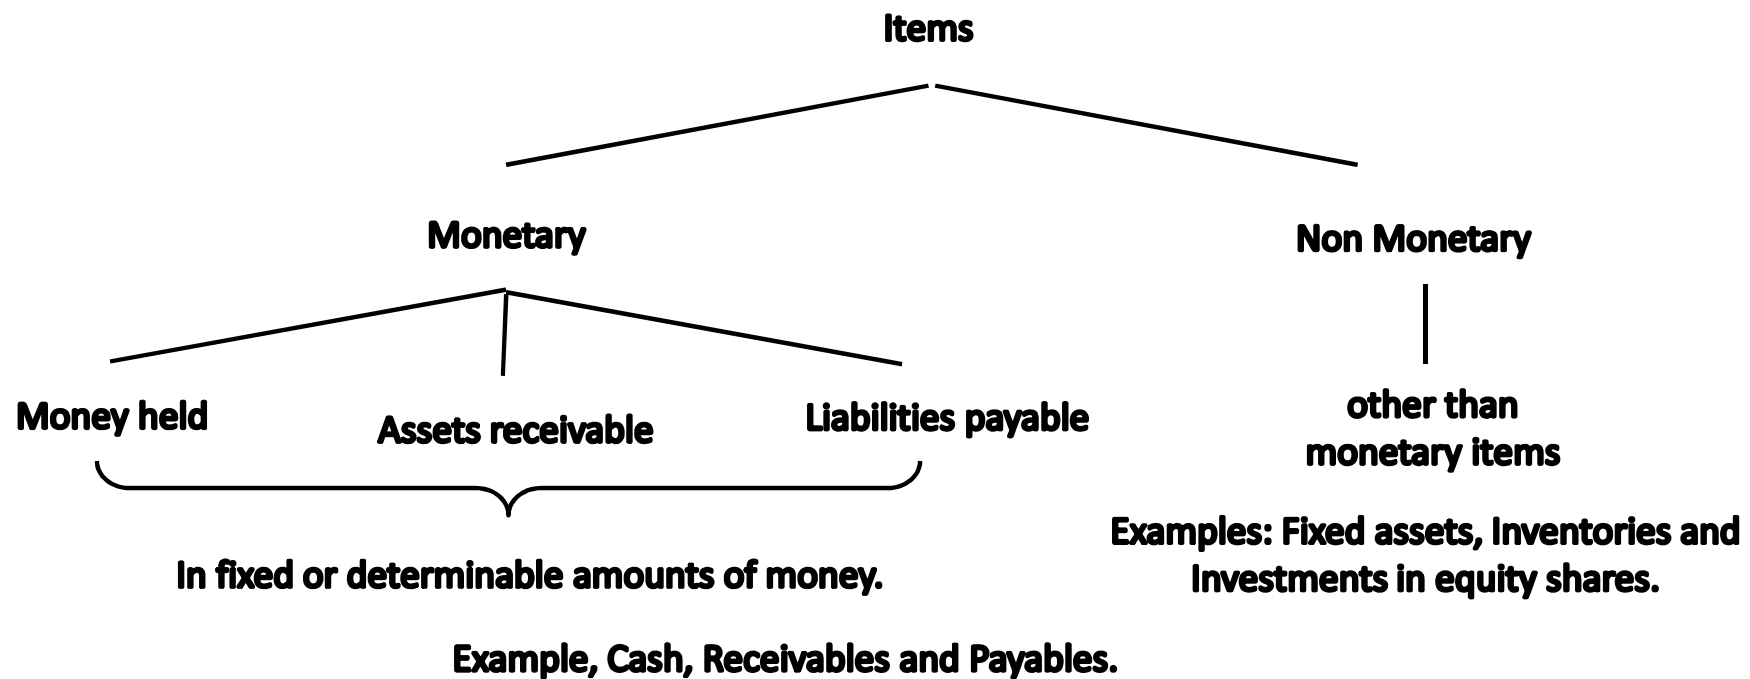 Items
Monetary
Non Monetary
Money held
Assets receivable
Liabilities payable
other than
monetary items
In fixed or determinable amounts of money.
Examples: Fixed assets, Inventories and
Investments in equity shares.
Example, Cash, Receivables and Payables.